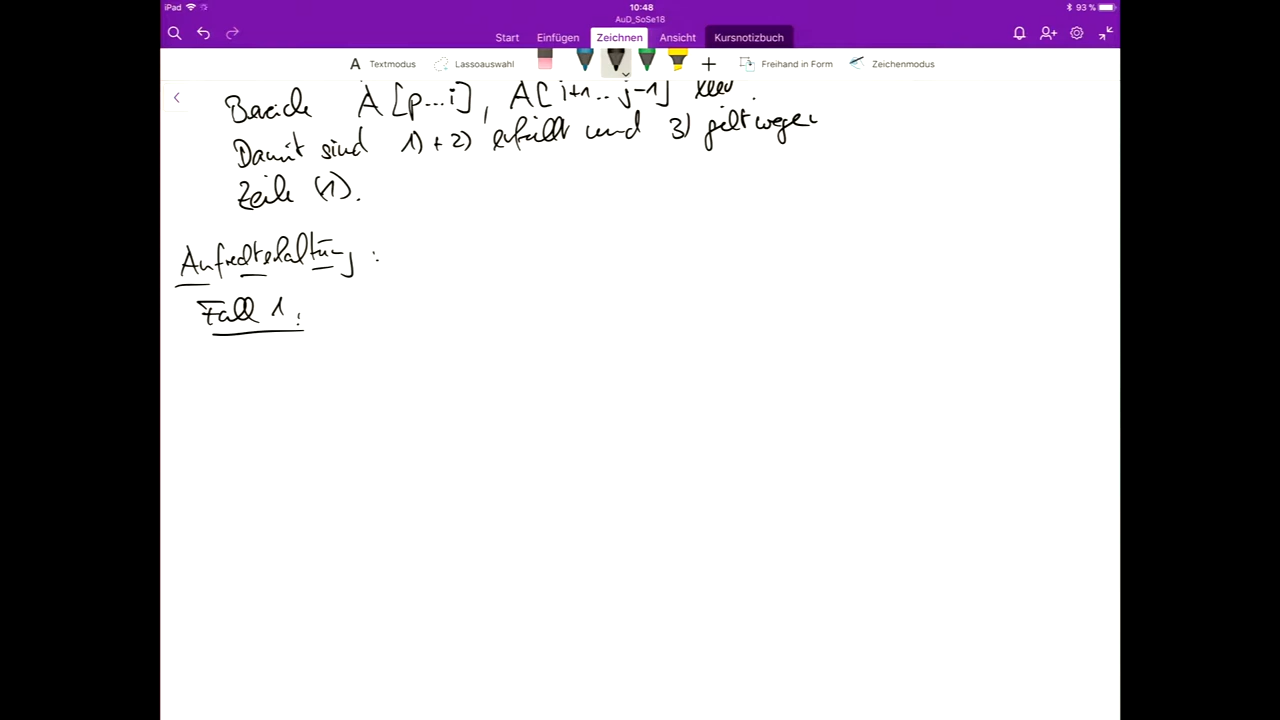 iPad 10:48 93 %
AuD_SoSe18
Start Einfügen Zeichnen Ansicht Kursnotizbuch
A Textmodus Lassoauswahl Freihand in Form Zeichenmodus
Bereiche A[p...i], A[i+1..j-1] leer.
Damit sind 1) + 2) erfüllt und 3) gilt wegen
Zeile (1).
Aufrechterhaltung:
Fall 1: